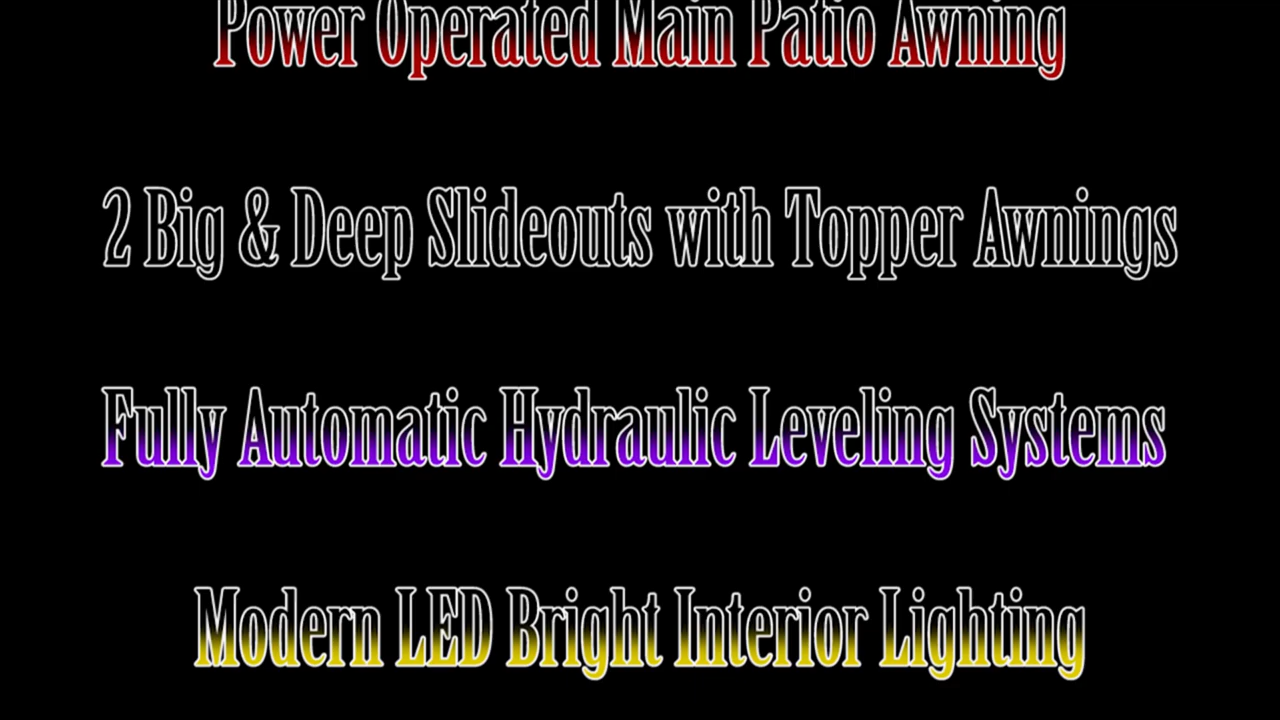 Power Operated Main Patio Awning
2 Big & Deep Slideouts with Topper Awnings
Fully Automatic Hydraulic Leveling Systems
Modern LED Bright Interior Lighting